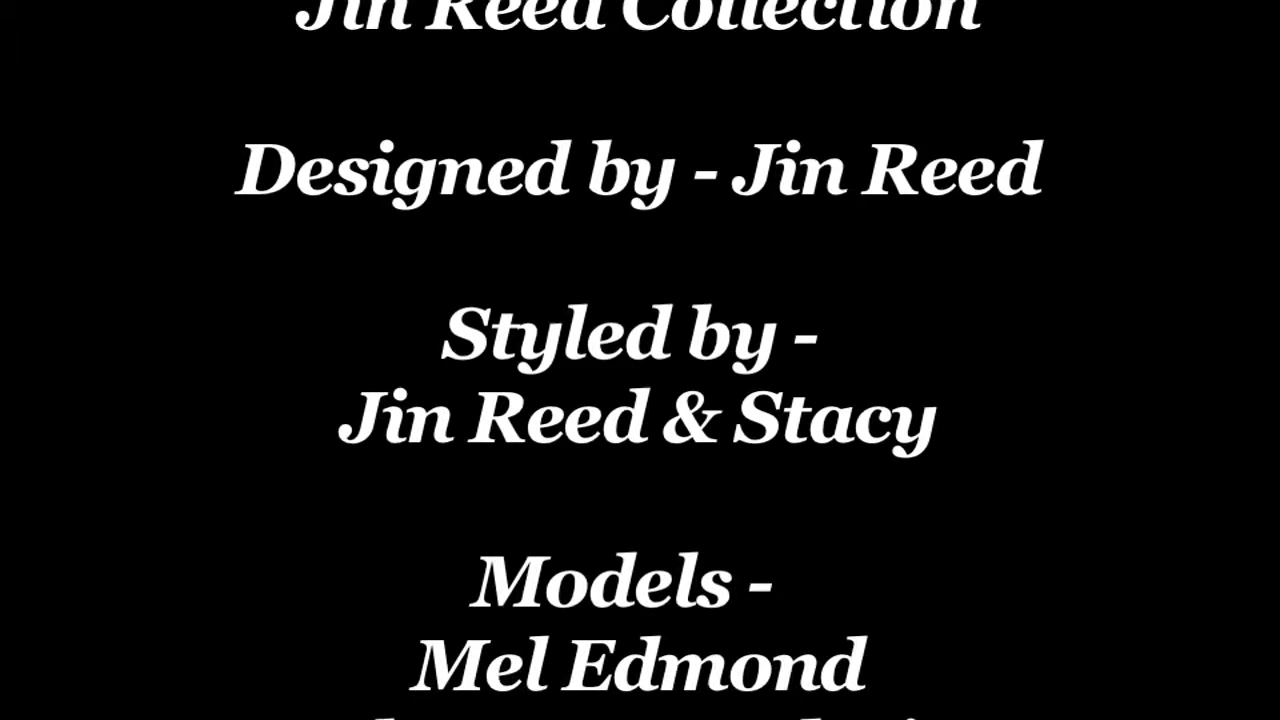 Jin Reed Collection
Designed by - Jin Reed
Styled by -
Jin Reed & Stacy
Models -
Mel Edmond